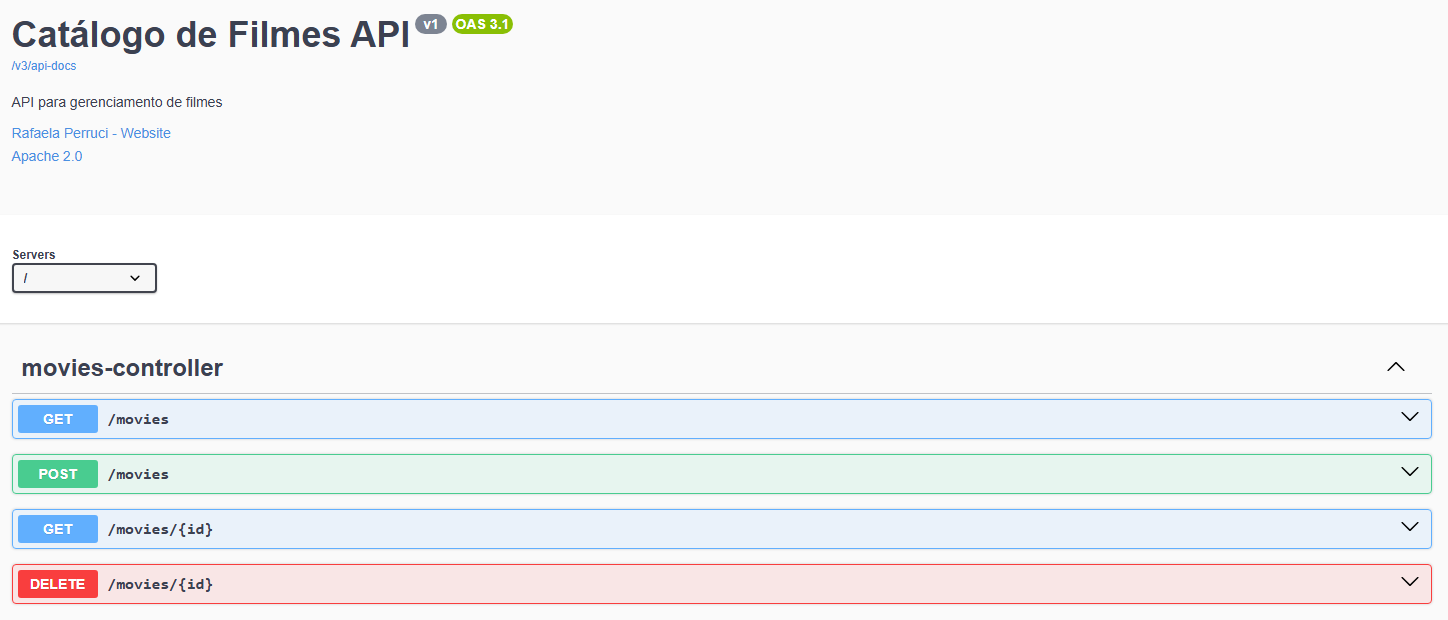 Catálogo de Filmes API v1 OAS 3.1
/v3/api-docs
API para gerenciamento de filmes
Rafaela Perruci - Website
Apache 2.0
Servers
/
movies-controller
GET /movies
POST /movies
GET /movies/{id}
DELETE /movies/{id}